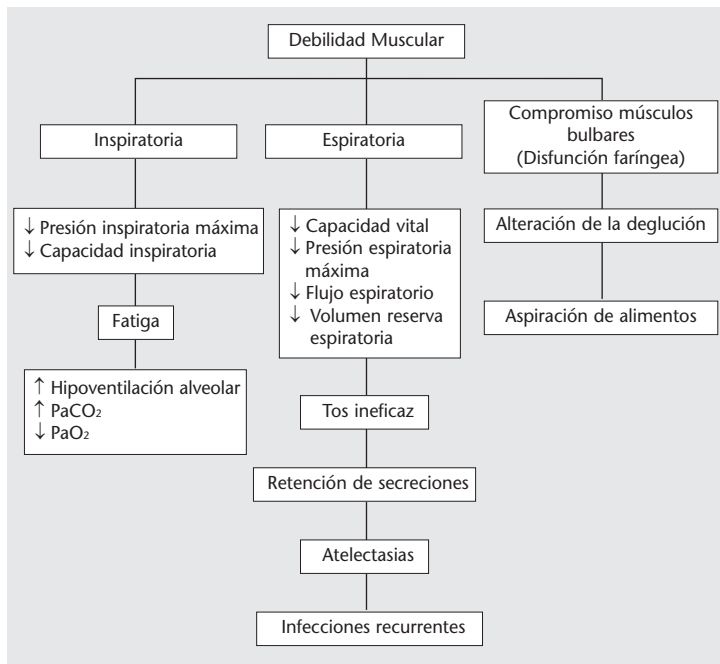 Debilidad Muscular
Inspiratoria
Espiratoria
Compromiso músculos
bulbares
(Disfunción faríngea)
↓ Presión inspiratoria máxima
↓ Capacidad inspiratoria
↓ Capacidad vital
↓ Presión espiratoria
máxima
↓ Flujo espiratorio
↓ Volumen reserva
espiratoria
Alteración de la deglución
Fatiga
Aspiración de alimentos
↑ Hipoventilación alveolar
↑ PaCO₂
↓ PaO₂
Tos ineficaz
Retención de secreciones
Atelectasias
Infecciones recurrentes